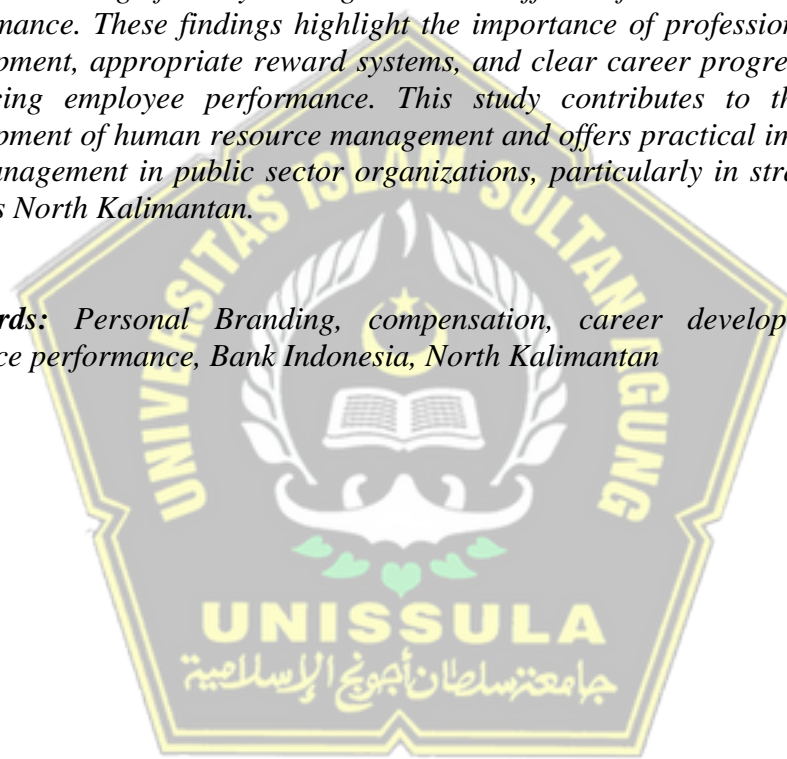 mance. These findings highlight the importance of profession
pment, appropriate reward systems, and clear career progre
cing employee performance. This study contributes to th
pment of human resource management and offers practical im
nagement in public sector organizations, particularly in stra
s North Kalimantan.
rds: Personal Branding, compensation, career develop
ce performance, Bank Indonesia, North Kalimantan
UNIVERSITAS ISLAM SULTAN AGUNG
UNISSULA
جامعة سلطان أجونج الإسلامية